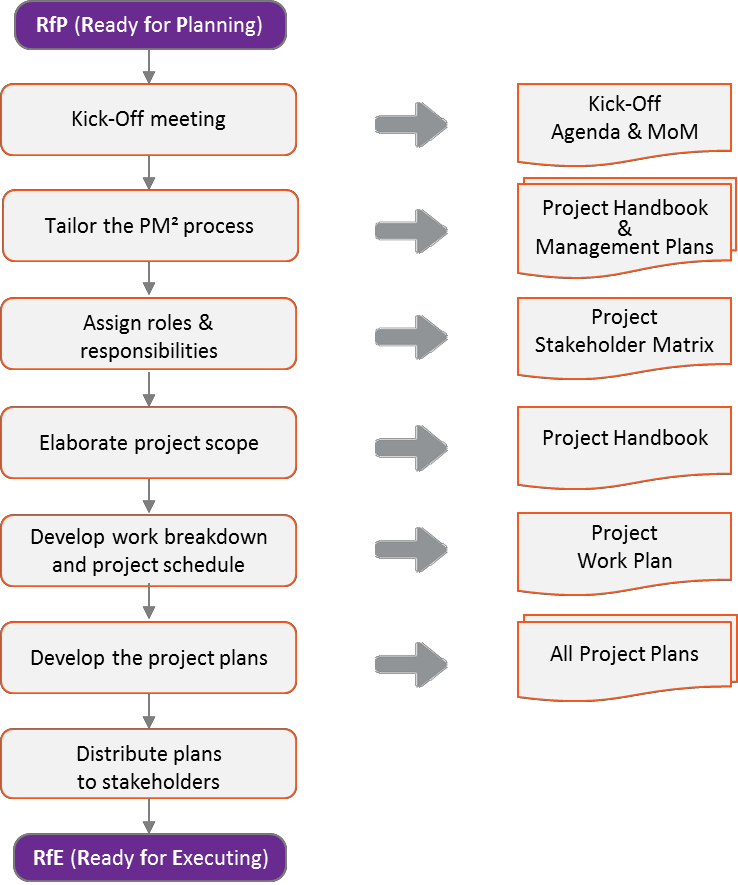 RfP (Ready for Planning)
Kick-Off meeting
Kick-Off
Agenda & MoM
Tailor the PM² process
Project Handbook
&
Management Plans
Assign roles &
responsibilities
Project
Stakeholder Matrix
Elaborate project scope
Project Handbook
Develop work breakdown
and project schedule
Project
Work Plan
Develop the project plans
All Project Plans
Distribute plans
to stakeholders
RfE (Ready for Executing)